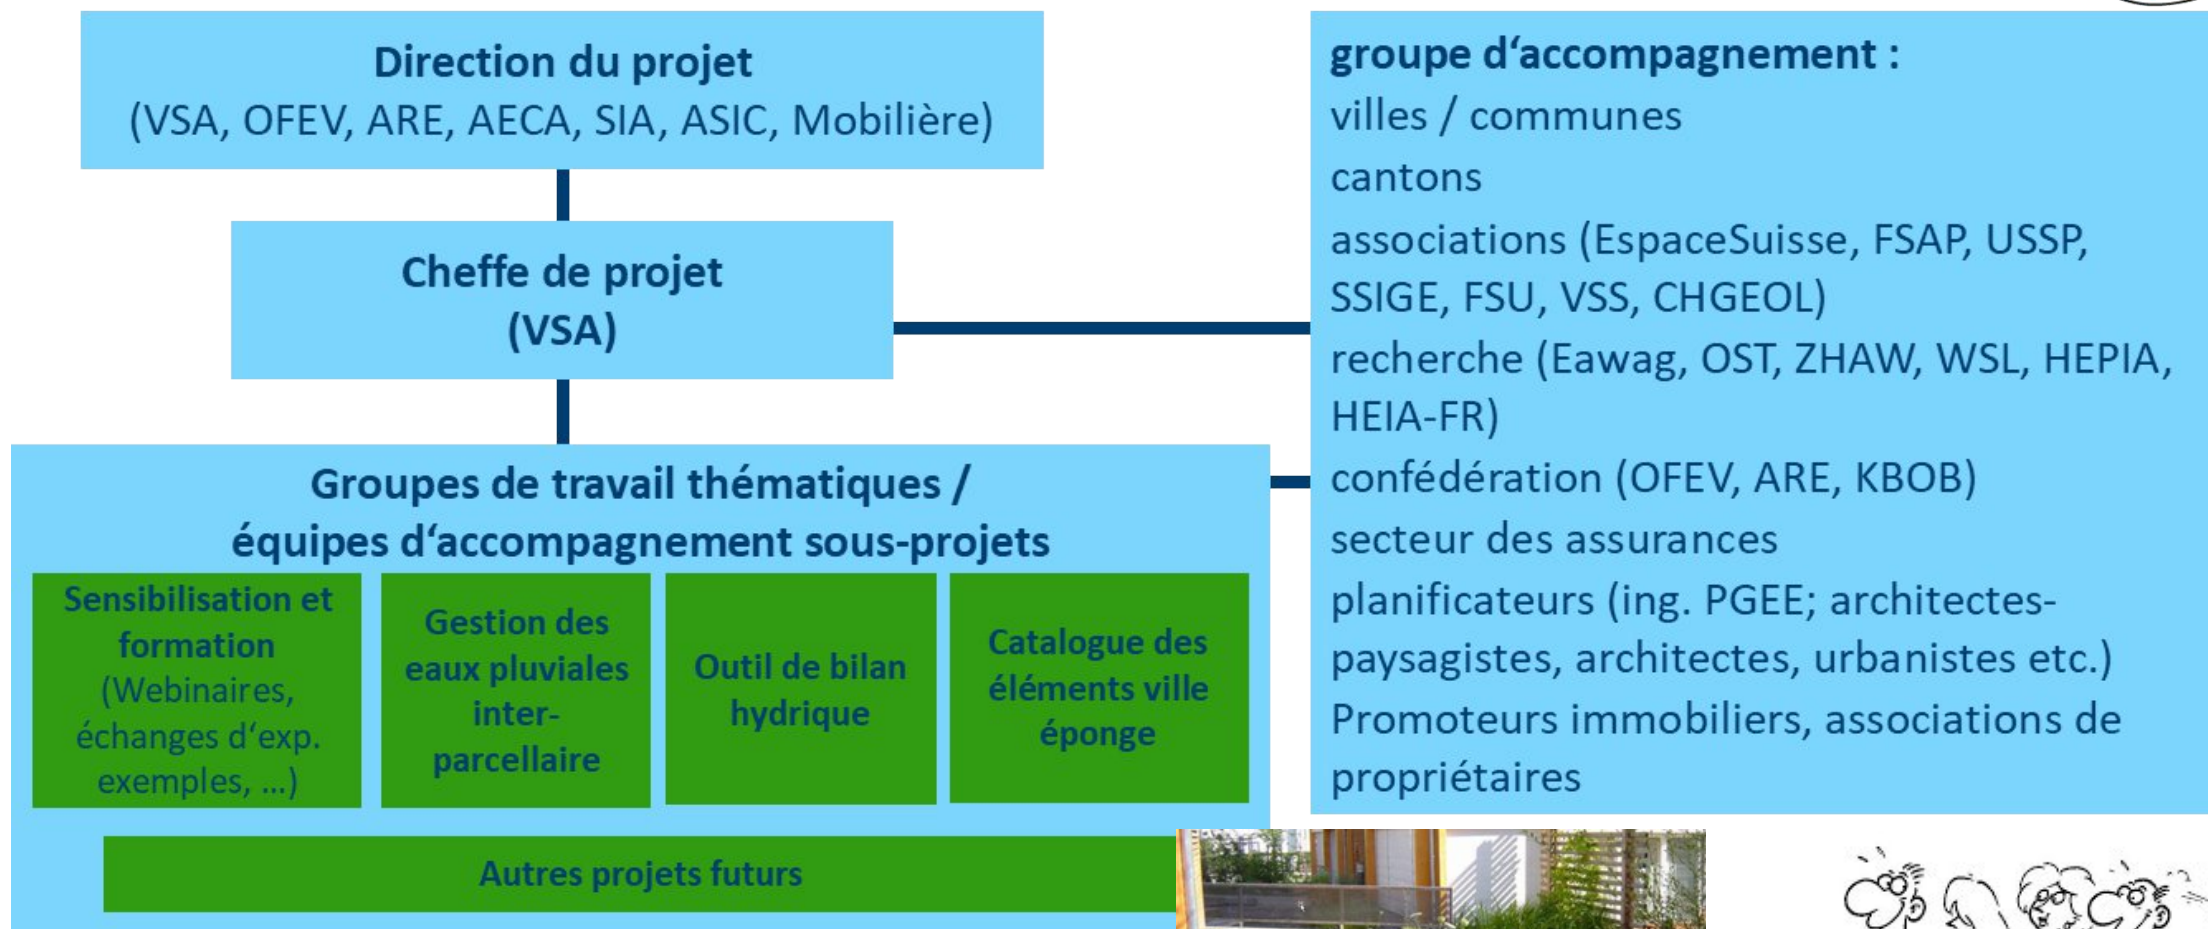 Direction du projet
(VSA, OFEV, ARE, AECA, SIA, ASIC, Mobilière)
Cheffe de projet
(VSA)
Groupes de travail thématiques /
équipes d‘accompagnement sous-projets
Sensibilisation et
formation
(Webinaires,
échanges d‘exp.
exemples, ...)
Gestion des
eaux pluviales
inter-
parcellaire
Outil de bilan
hydrique
Catalogue des
éléments ville
éponge
Autres projets futurs
groupe d‘accompagnement :
villes / communes
cantons
associations (EspaceSuisse, FSAP, USSP,
SSIGE, FSU, VSS, CHGEOL)
recherche (Eawag, OST, ZHAW, WSL, HEPIA,
HEIA-FR)
confédération (OFEV, ARE, KBOB)
secteur des assurances
planificateurs (ing. PGEE; architectes-
paysagistes, architectes, urbanistes etc.)
Promoteurs immobiliers, associations de
propriétaires